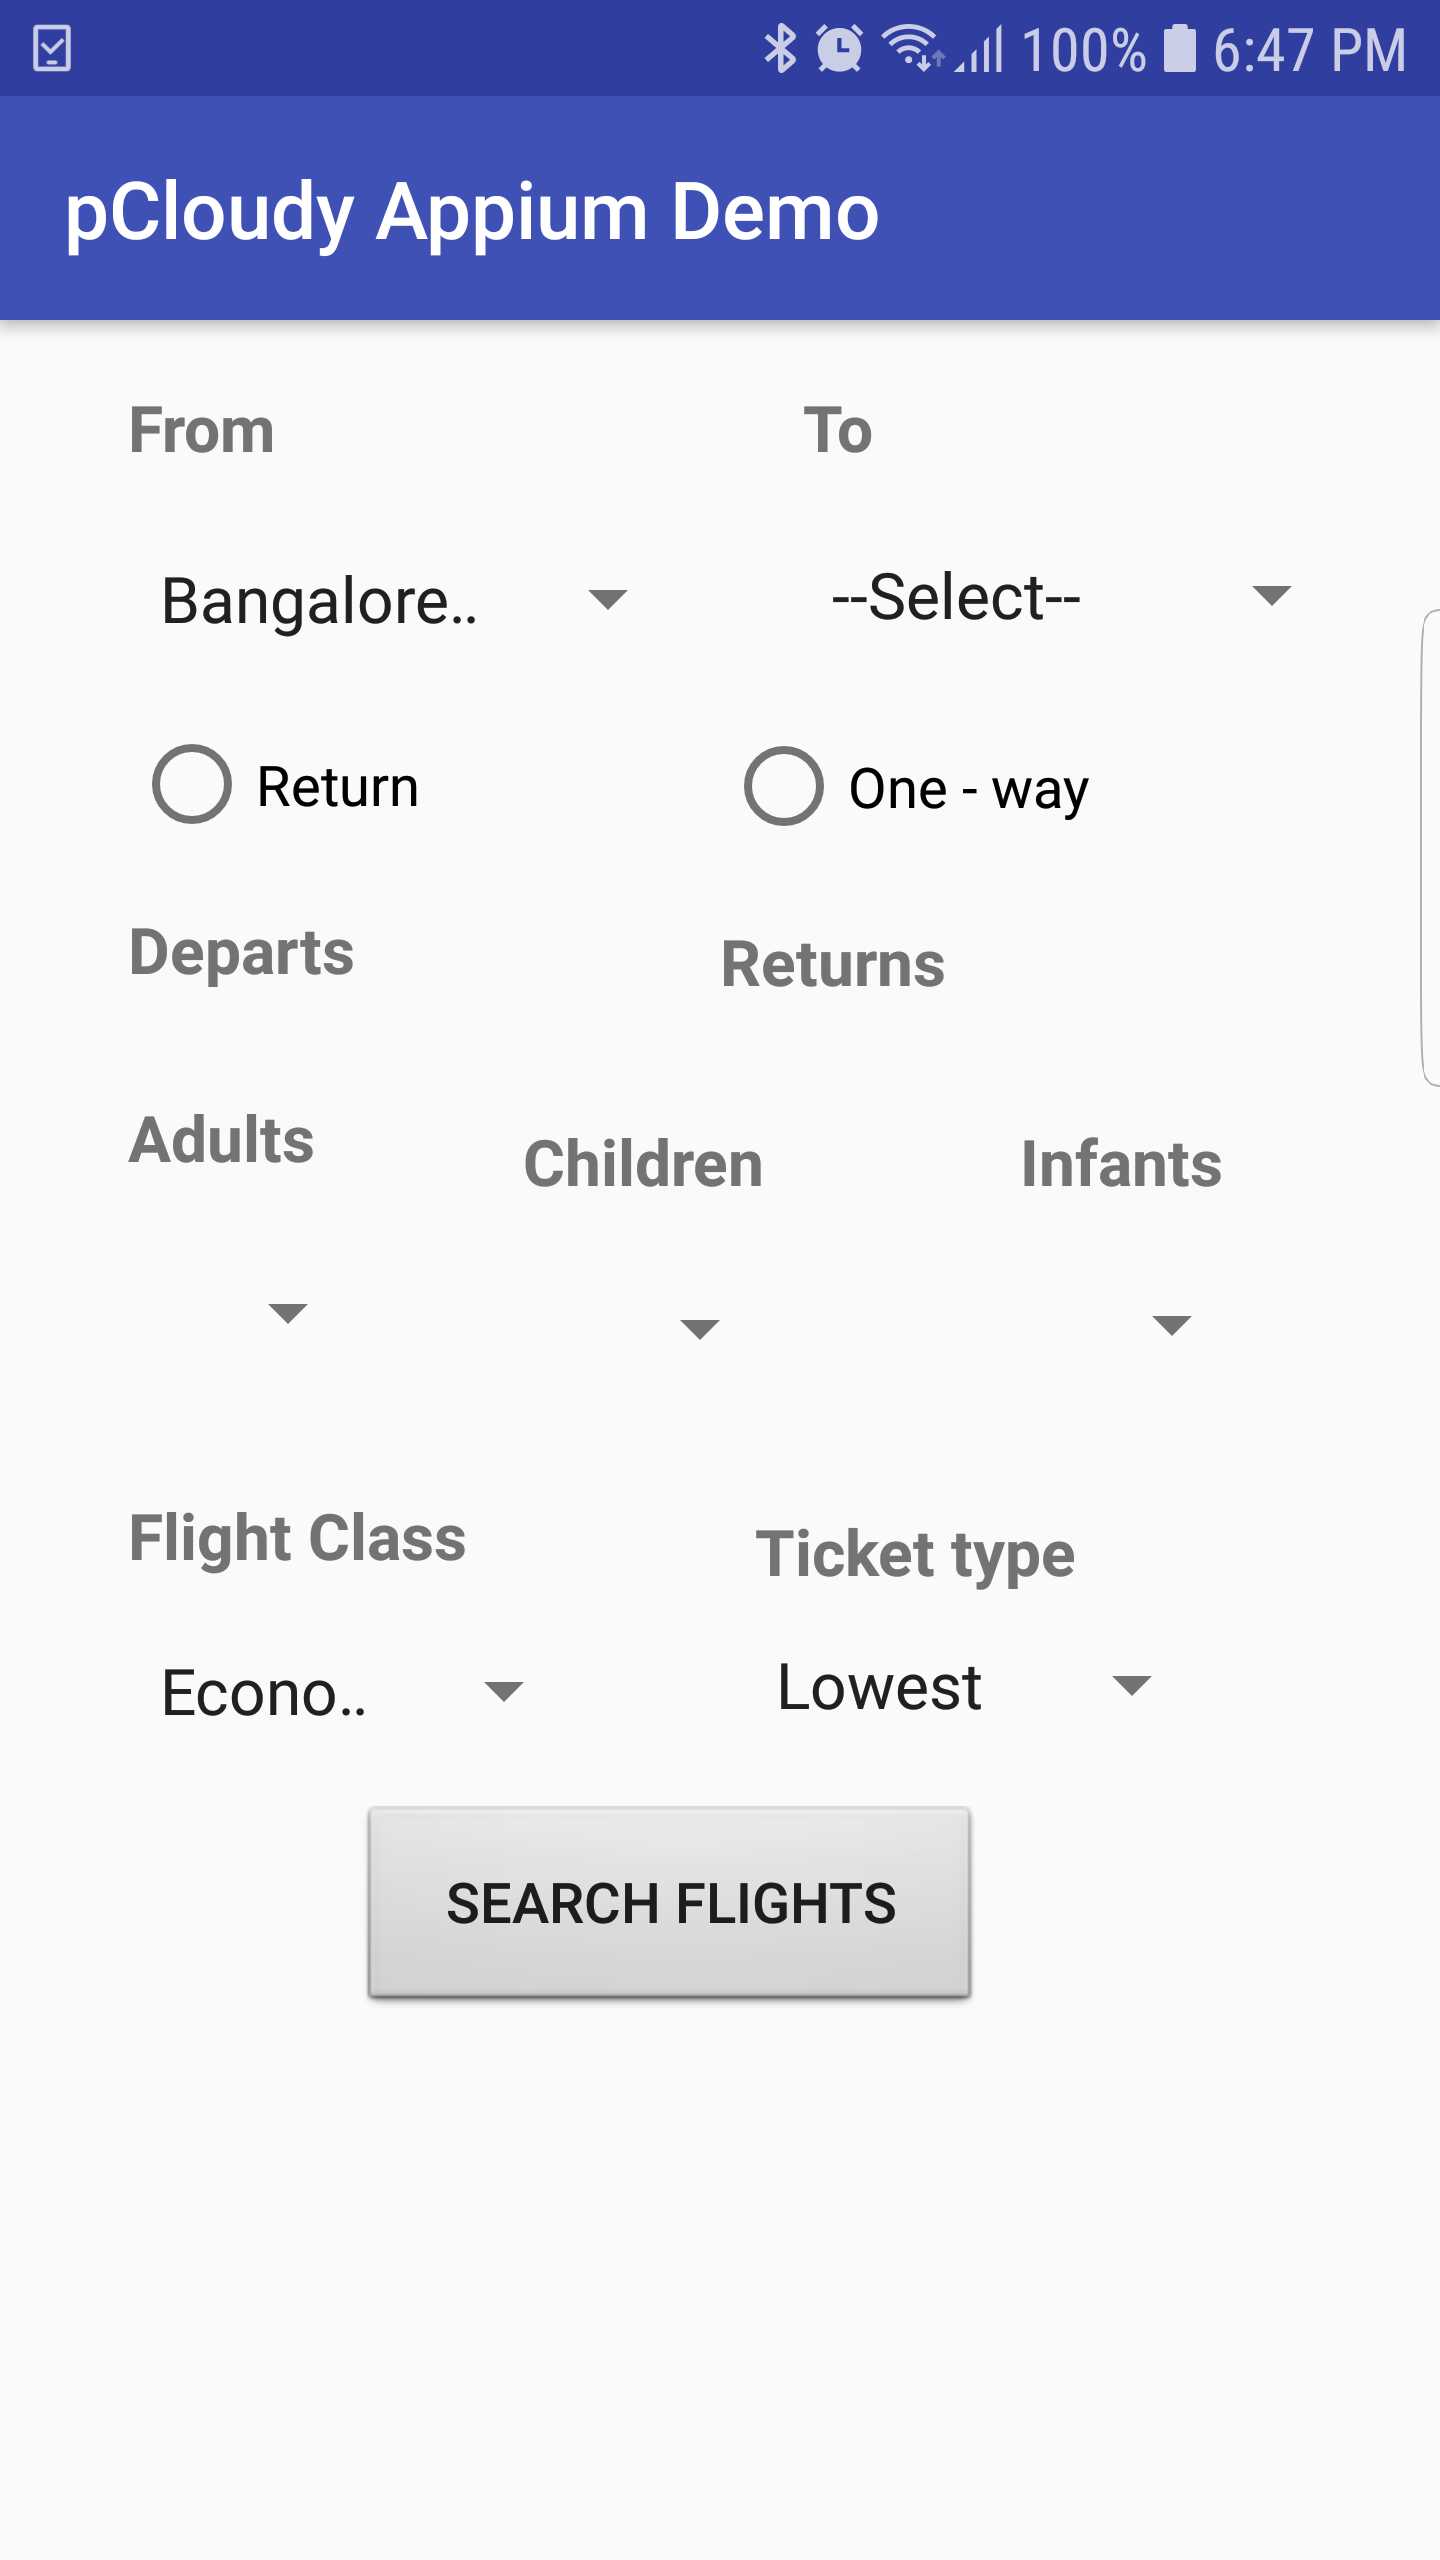 100% 6:47 PM
pCloudy Appium Demo
From To
Bangalore.. --Select--
Return One - way
Departs Returns
Adults Children Infants
Flight Class Ticket type
Econo.. Lowest
SEARCH FLIGHTS